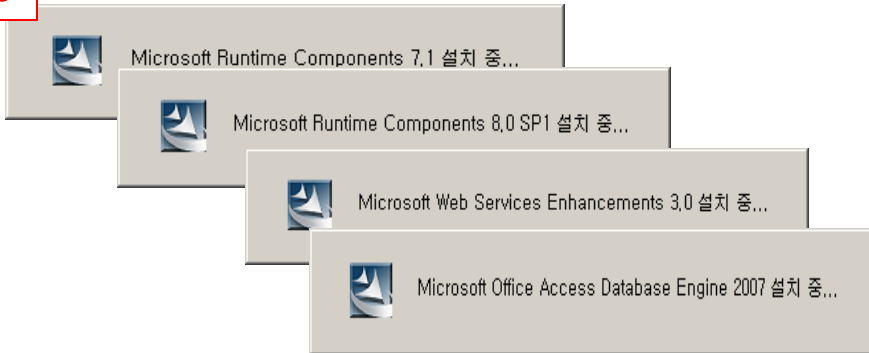 Microsoft Runtime Components 7.1 설치 중...
Microsoft Runtime Components 8.0 SP1 설치 중...
Microsoft Web Services Enhancements 3.0 설치 중...
Microsoft Office Access Database Engine 2007 설치 중...